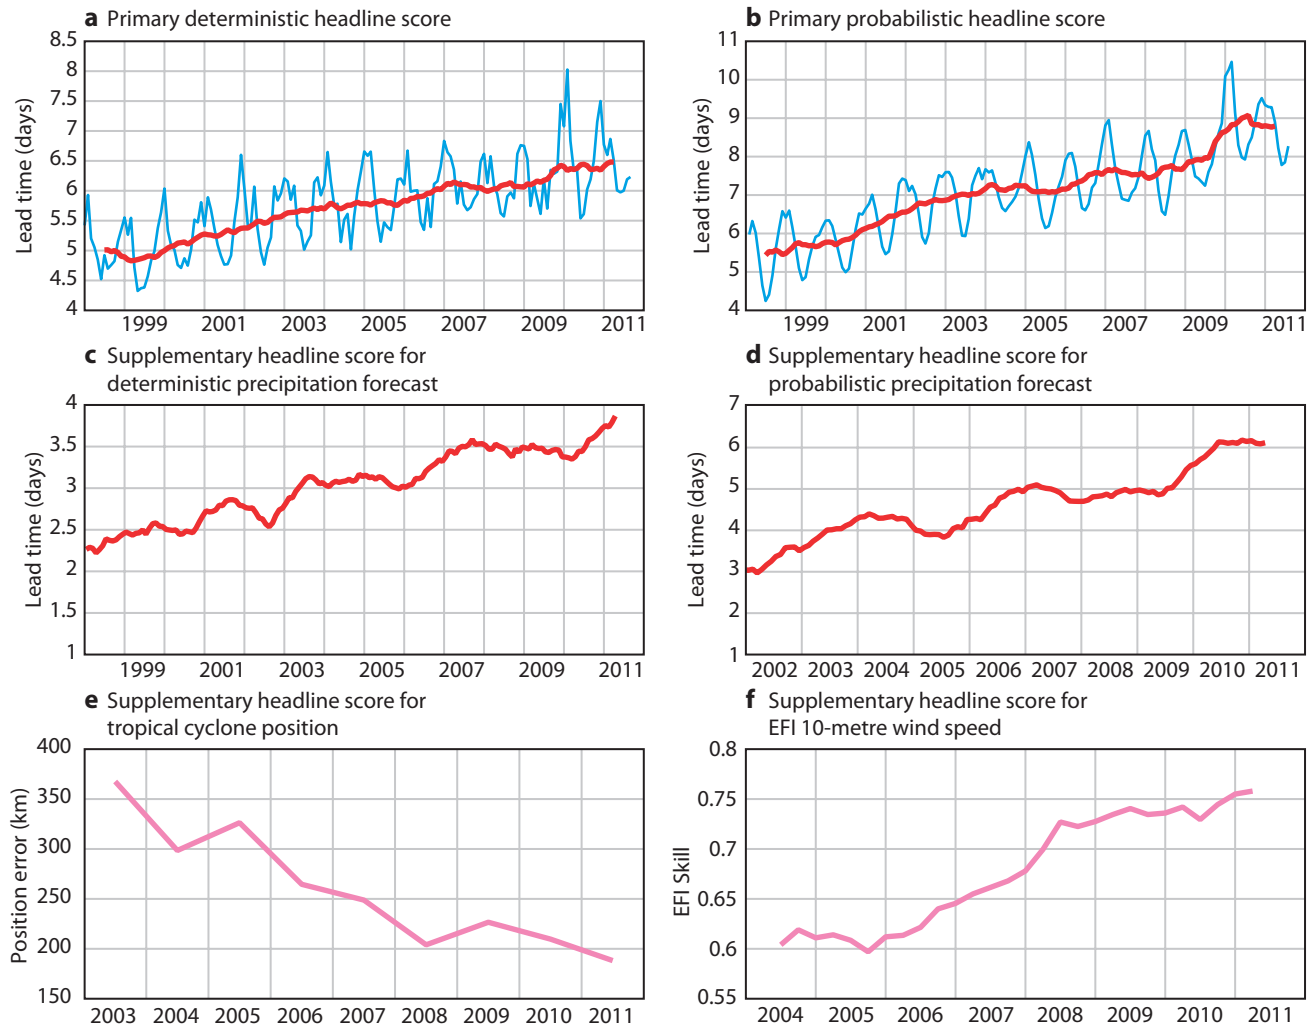 a Primary deterministic headline score
Lead time (days)
8.5
8
7.5
7
6.5
6
5.5
5
4.5
4
1999 2001 2003 2005 2007 2009 2011
b Primary probabilistic headline score
Lead time (days)
11
10
9
8
7
6
5
4
1999 2001 2003 2005 2007 2009 2011
c Supplementary headline score for
deterministic precipitation forecast
Lead time (days)
4
3.5
3
2.5
2
1.5
1
1999 2001 2003 2005 2007 2009 2011
d Supplementary headline score for
probabilistic precipitation forecast
Lead time (days)
7
6
5
4
3
2
1
2002 2003 2004 2005 2006 2007 2008 2009 2010 2011
e Supplementary headline score for
tropical cyclone position
Position error (km)
400
350
300
250
200
150
2003 2004 2005 2006 2007 2008 2009 2010 2011
f Supplementary headline score for
EFI 10-metre wind speed
EFI Skill
0.8
0.75
0.7
0.65
0.6
0.55
2004 2005 2006 2007 2008 2009 2010 2011